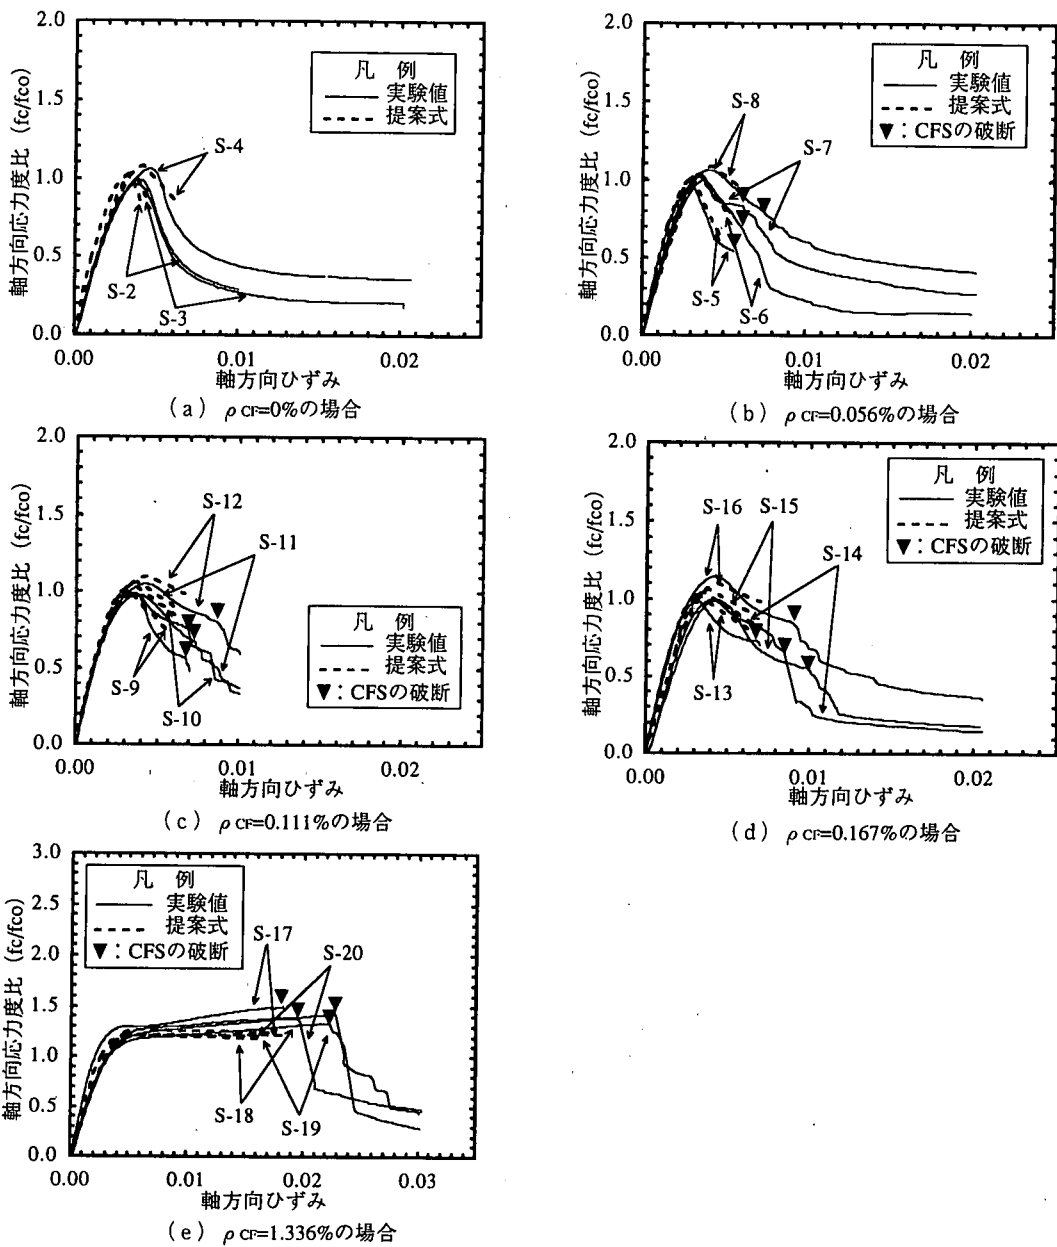 2.0
1.5
1.0
0.5
0.0
軸方向応力度比 (fc/fco)
凡 例
実験値
提案式
S-4
S-2
S-3
0.00
0.01
0.02
軸方向ひずみ
(a) ρ CF=0%の場合
2.0
1.5
1.0
0.5
0.0
軸方向応力度比 (fc/fco)
凡 例
実験値
提案式
▼:CFSの破断
S-8
S-7
S-5
S-6
0.00
0.01
0.02
軸方向ひずみ
(b) ρ CF=0.056%の場合
2.0
1.5
1.0
0.5
0.0
軸方向応力度比 (fc/fco)
S-12
S-11
凡 例
実験値
提案式
▼:CFSの破断
S-9
S-10
0.00
0.01
0.02
軸方向ひずみ
(c) ρ CF=0.111%の場合
2.0
1.5
1.0
0.5
0.0
軸方向応力度比 (fc/fco)
凡 例
実験値
提案式
▼:CFSの破断
S-16
S-15
S-14
S-13
0.00
0.01
0.02
軸方向ひずみ
(d) ρ CF=0.167%の場合
3.0
2.5
2.0
1.5
1.0
0.5
0.0
軸方向応力度比 (fc/fco)
凡 例
実験値
提案式
▼:CFSの破断
S-17
S-20
S-18
S-19
0.00
0.01
0.02
0.03
軸方向ひずみ
(e) ρ CF=1.336%の場合